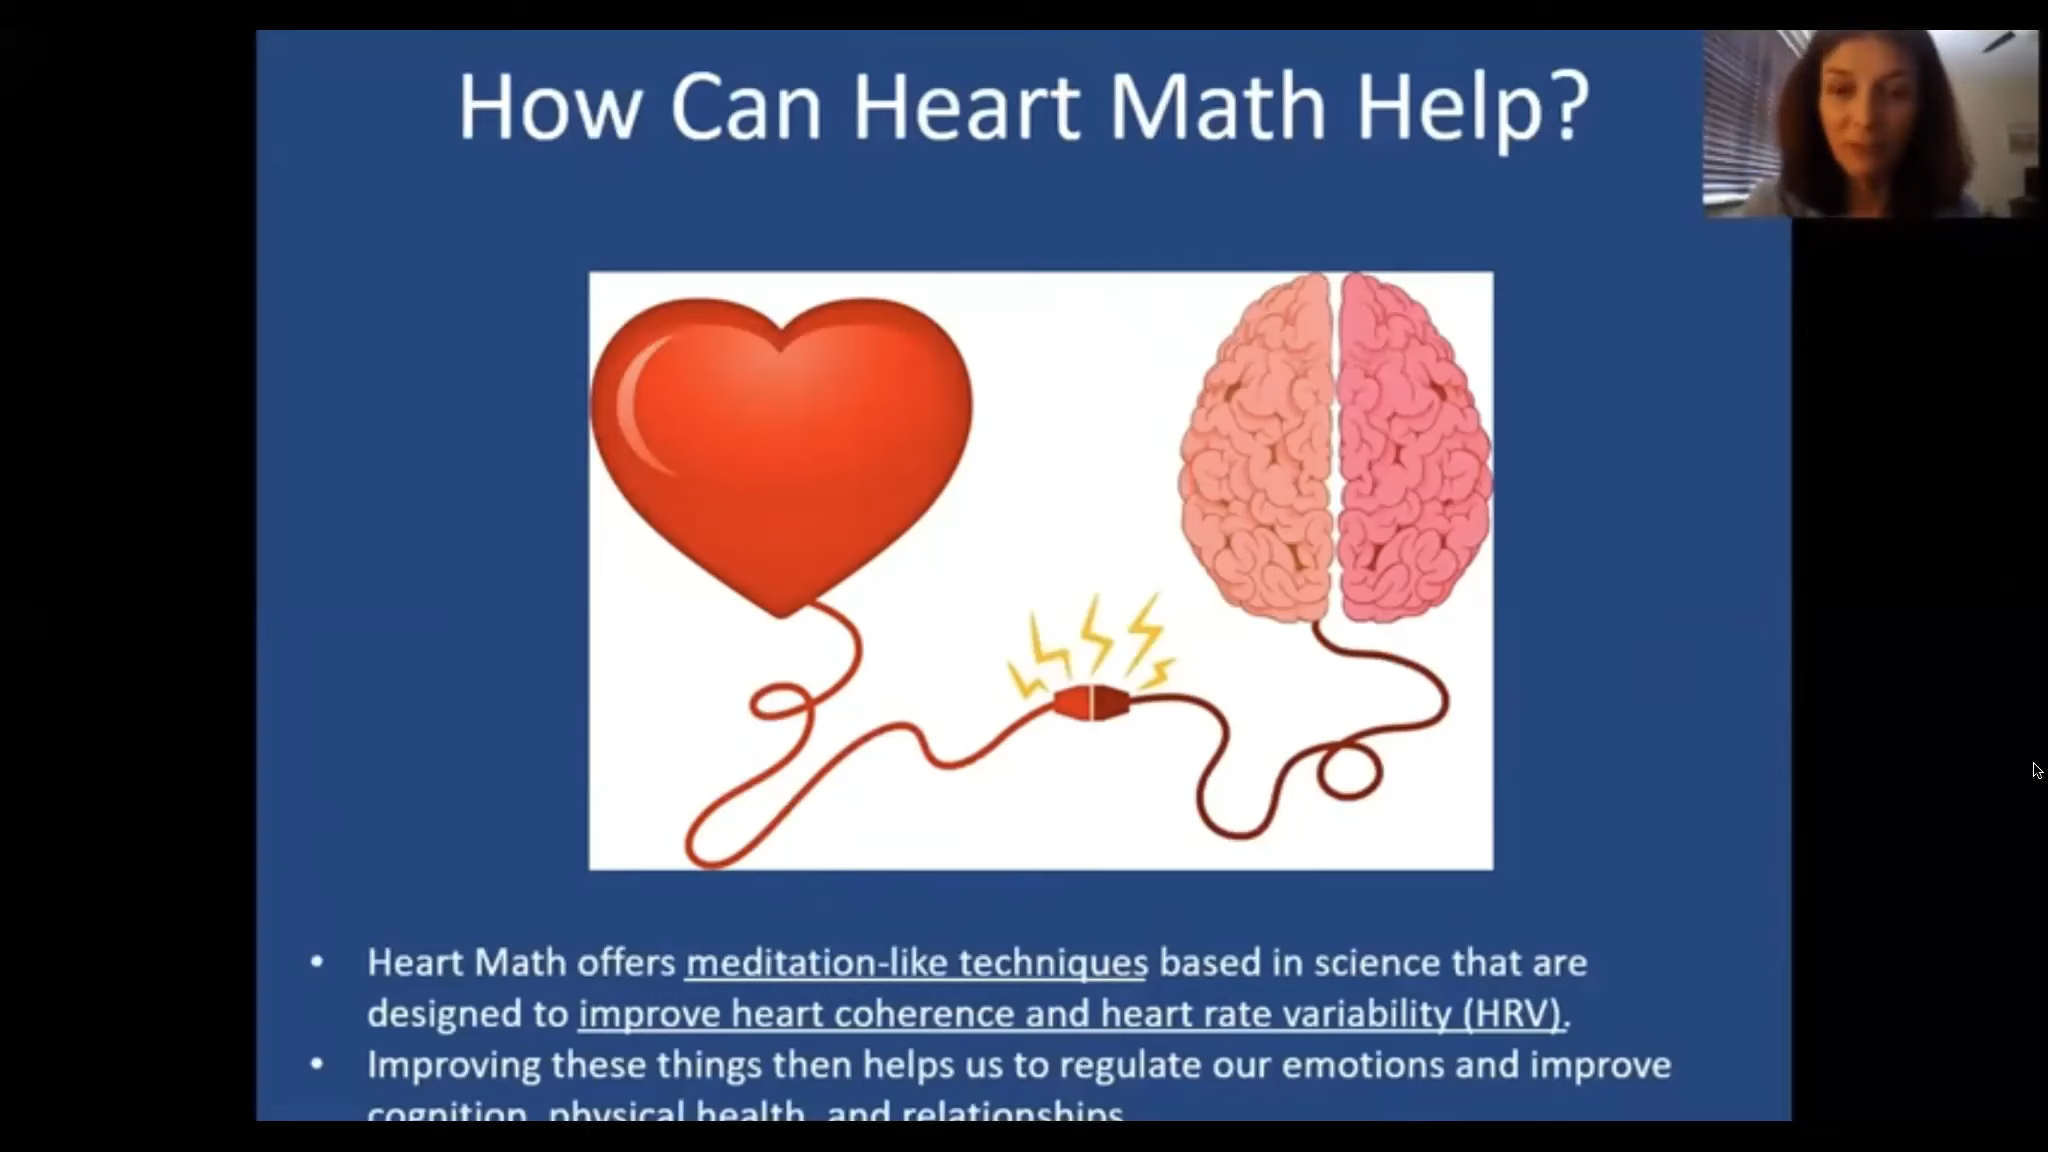 How Can Heart Math Help?
• Heart Math offers meditation-like techniques based in science that are
designed to improve heart coherence and heart rate variability (HRV).
• Improving these things then helps us to regulate our emotions and improve
cognition, physical health, and relationships.